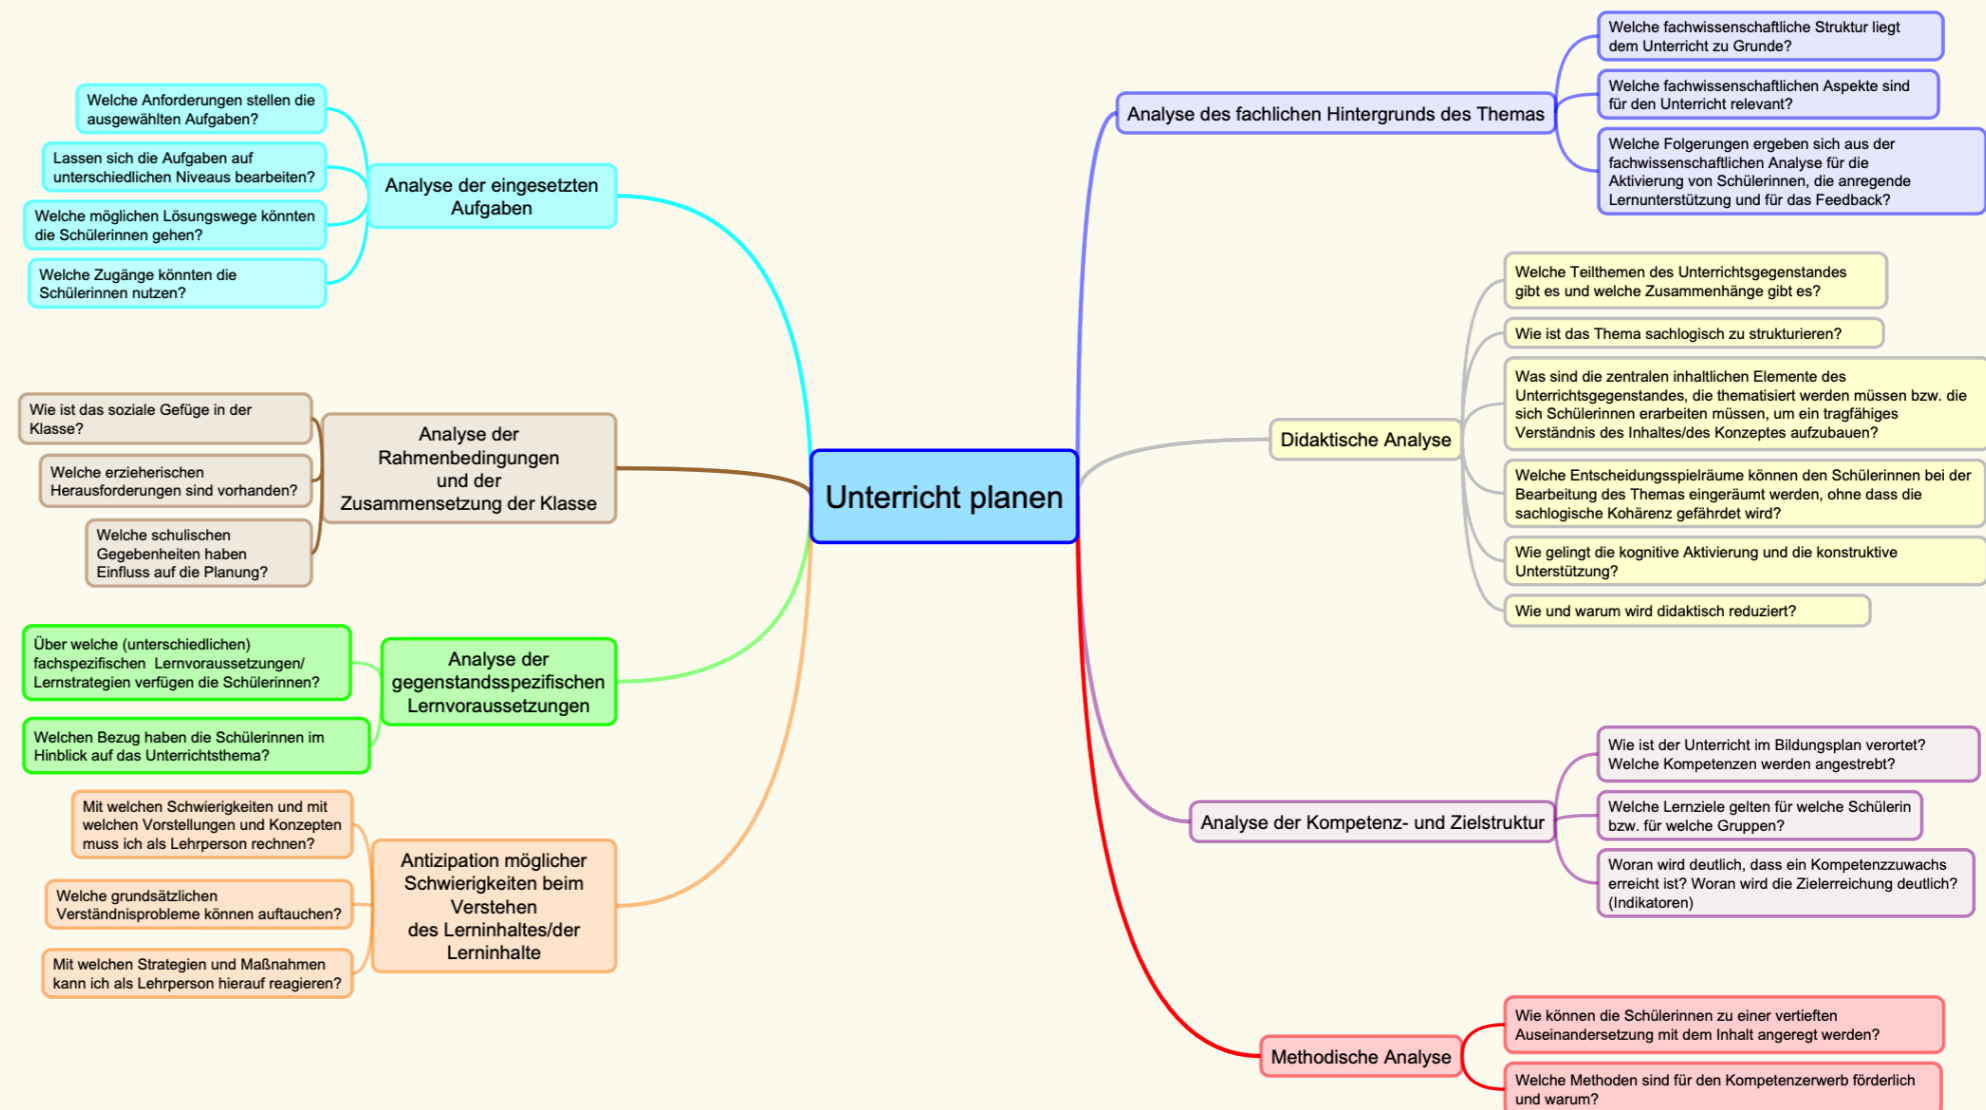 Unterricht planen
Analyse des fachlichen Hintergrunds des Themas
Welche fachwissenschaftliche Struktur liegt
dem Unterricht zu Grunde?
Welche fachwissenschaftlichen Aspekte sind
für den Unterricht relevant?
Welche Folgerungen ergeben sich aus der
fachwissenschaftlichen Analyse für die
Aktivierung von Schülerinnen, die anregende
Lernunterstützung und für das Feedback?
Didaktische Analyse
Welche Teilthemen des Unterrichtsgegenstandes
gibt es und welche Zusammenhänge gibt es?
Wie ist das Thema sachlogisch zu strukturieren?
Was sind die zentralen inhaltlichen Elemente des
Unterrichtsgegenstandes, die thematisiert werden müssen bzw. die
sich Schülerinnen erarbeiten müssen, um ein tragfähiges
Verständnis des Inhaltes/des Konzeptes aufzubauen?
Welche Entscheidungsspielräume können den Schülerinnen bei der
Bearbeitung des Themas eingeräumt werden, ohne dass die
sachlogische Kohärenz gefährdet wird?
Wie gelingt die kognitive Aktivierung und die konstruktive
Unterstützung?
Wie und warum wird didaktisch reduziert?
Analyse der Kompetenz- und Zielstruktur
Wie ist der Unterricht im Bildungsplan verortet?
Welche Kompetenzen werden angestrebt?
Welche Lernziele gelten für welche Schülerin
bzw. für welche Gruppen?
Woran wird deutlich, dass ein Kompetenzzuwachs
erreicht ist? Woran wird die Zielerreichung deutlich?
(Indikatoren)
Methodische Analyse
Wie können die Schülerinnen zu einer vertieften
Auseinandersetzung mit dem Inhalt angeregt werden?
Welche Methoden sind für den Kompetenzerwerb förderlich
und warum?
Analyse der eingesetzten
Aufgaben
Welche Anforderungen stellen die
ausgewählten Aufgaben?
Lassen sich die Aufgaben auf
unterschiedlichen Niveaus bearbeiten?
Welche möglichen Lösungswege könnten
die Schülerinnen gehen?
Welche Zugänge könnten die
Schülerinnen nutzen?
Analyse der
Rahmenbedingungen
und der
Zusammensetzung der Klasse
Wie ist das soziale Gefüge in der
Klasse?
Welche erzieherischen
Herausforderungen sind vorhanden?
Welche schulischen
Gegebenheiten haben
Einfluss auf die Planung?
Analyse der
gegenstandsspezifischen
Lernvoraussetzungen
Über welche (unterschiedlichen)
fachspezifischen Lernvoraussetzungen/
Lernstrategien verfügen die Schülerinnen?
Welchen Bezug haben die Schülerinnen im
Hinblick auf das Unterrichtsthema?
Antizipation möglicher
Schwierigkeiten beim
Verstehen
des Lerninhaltes/der
Lerninhalte
Mit welchen Schwierigkeiten und mit
welchen Vorstellungen und Konzepten
muss ich als Lehrperson rechnen?
Welche grundsätzlichen
Verständnisprobleme können auftauchen?
Mit welchen Strategien und Maßnahmen
kann ich als Lehrperson hierauf reagieren?